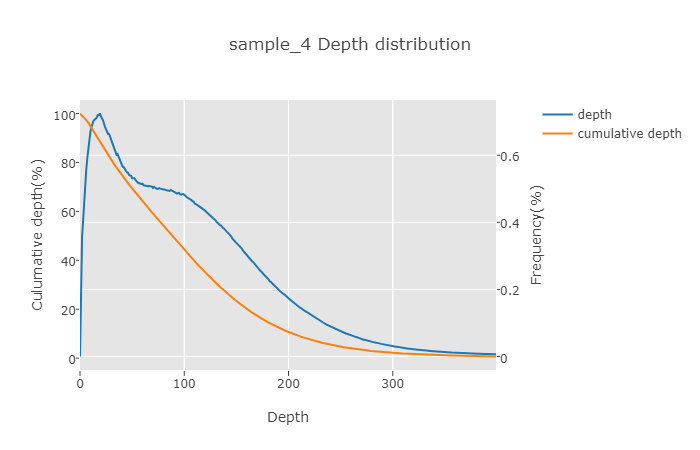 sample_4 Depth distribution
depth
cumulative depth
100
80
60
40
20
0
Culumative depth(%)
0.6
0.4
0.2
0
Frequency(%)
0
100
200
300
Depth